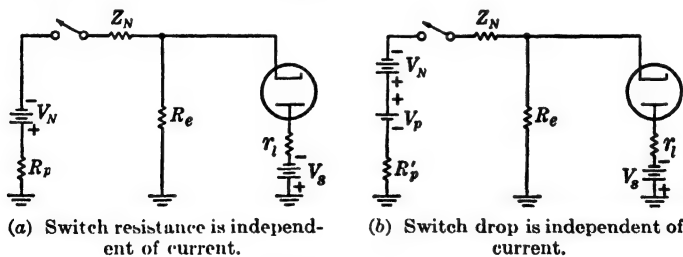 Z_N
− V_N +
R_p
R_e
r_l
− V_s +
(a) Switch resistance is independ-
ent of current.
Z_N
− V_N +
+ V_p −
R'_p
R_e
r_l
− V_s +
(b) Switch drop is independent of
current.